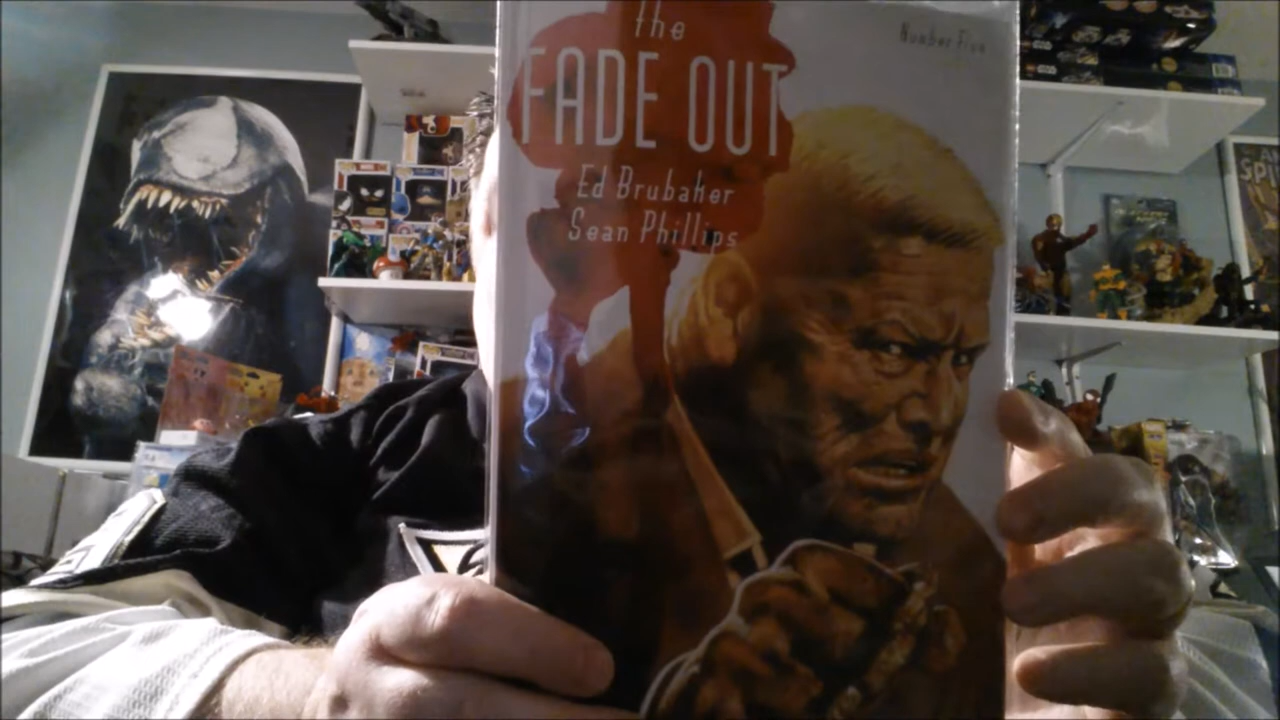 the
FADE OUT
Number Five
Ed Brubaker
Sean Phillips